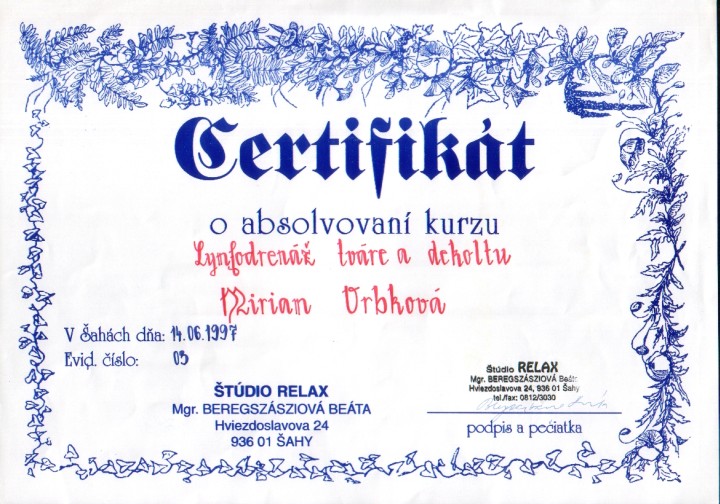 Certifikát
o absolvovaní kurzu
Lynfodrenáž tváre a dekoltu
Mirian Vrbková
V Šahách dňa: 14.06.1997
Evid. číslo: 03
ŠTÚDIO RELAX
Mgr. BEREGSZÁSZIOVÁ BEÁTA
Hviezdoslavova 24
936 01 ŠAHY
Štúdio RELAX
Mgr. BEREGSZÁSZIOVÁ Beáta
Hviezdoslavova 24, 936 01 Šahy
tel./fax: 0812/3030
podpis a pečiatka